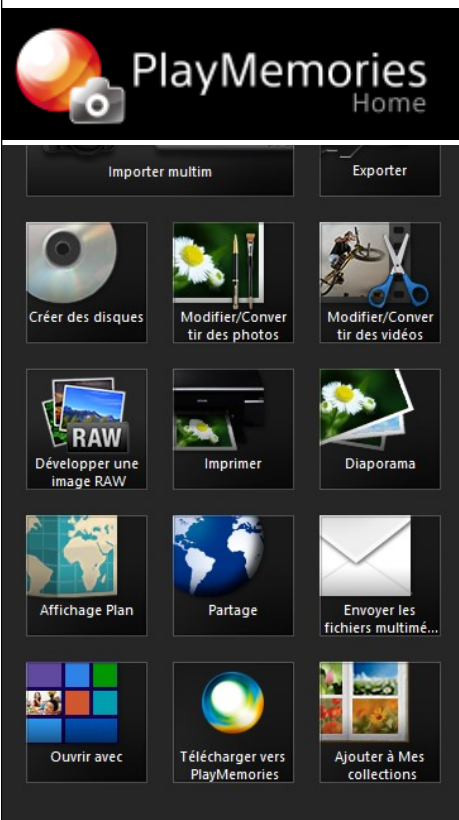 PlayMemories
Home
Importer multim
Exporter
Créer des disques
Modifier/Conver
tir des photos
Modifier/Conver
tir des vidéos
RAW
Développer une
image RAW
Imprimer
Diaporama
Affichage Plan
Partage
Envoyer les
fichiers multimé...
Ouvrir avec
Télécharger vers
PlayMemories
Ajouter à Mes
collections